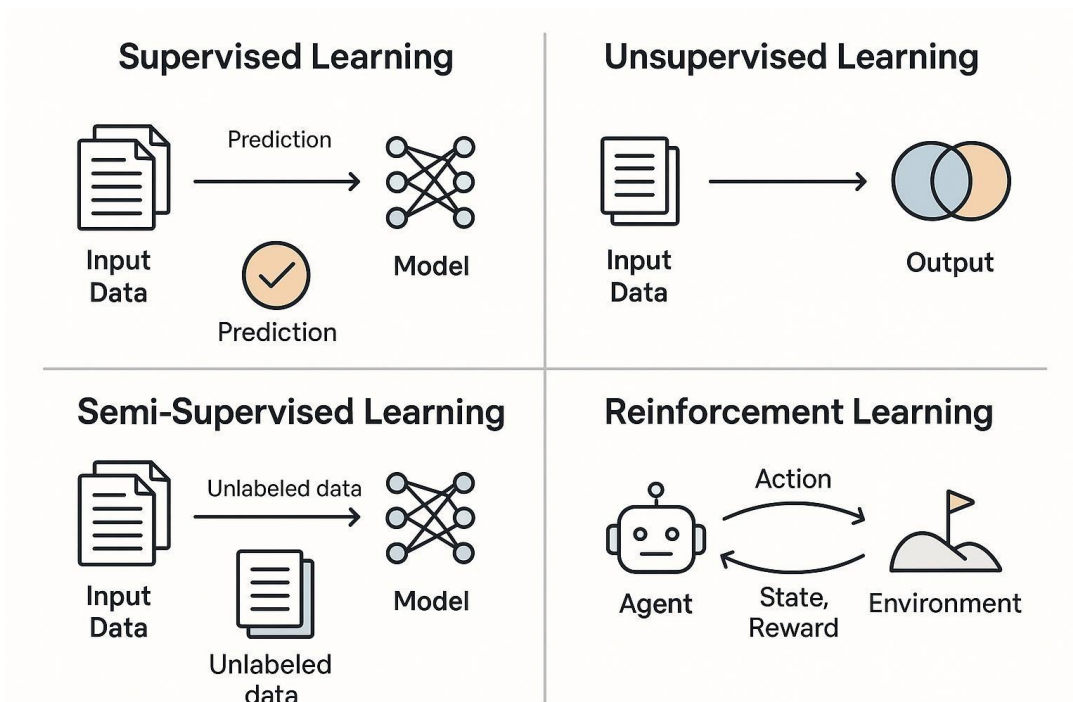 Supervised Learning
Prediction
Input
Data
Model
Prediction
Unsupervised Learning
Input
Data
Output
Semi-Supervised Learning
Unlabeled data
Input
Data
Model
Unlabeled
data
Reinforcement Learning
Action
Agent
State,
Reward
Environment